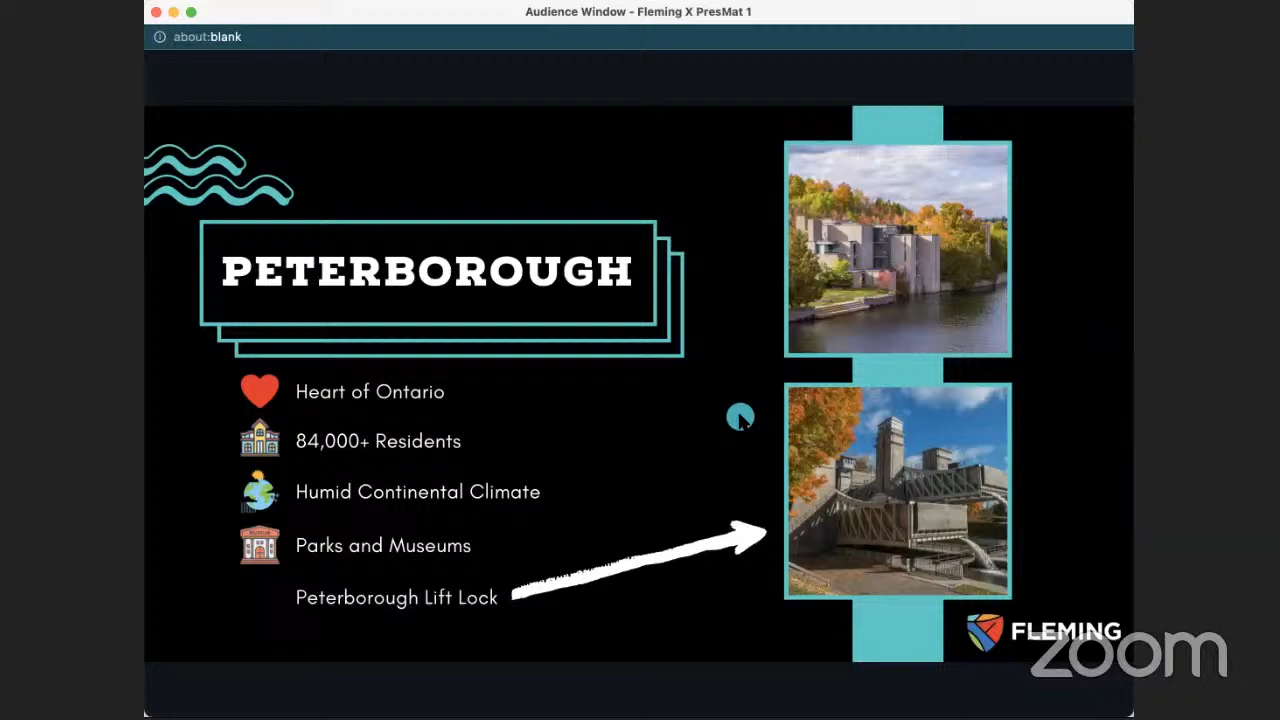 Audience Window - Fleming X PresMat 1
about:blank
PETERBOROUGH
Heart of Ontario
84,000+ Residents
Humid Continental Climate
Parks and Museums
Peterborough Lift Lock
FLEMING
zoom